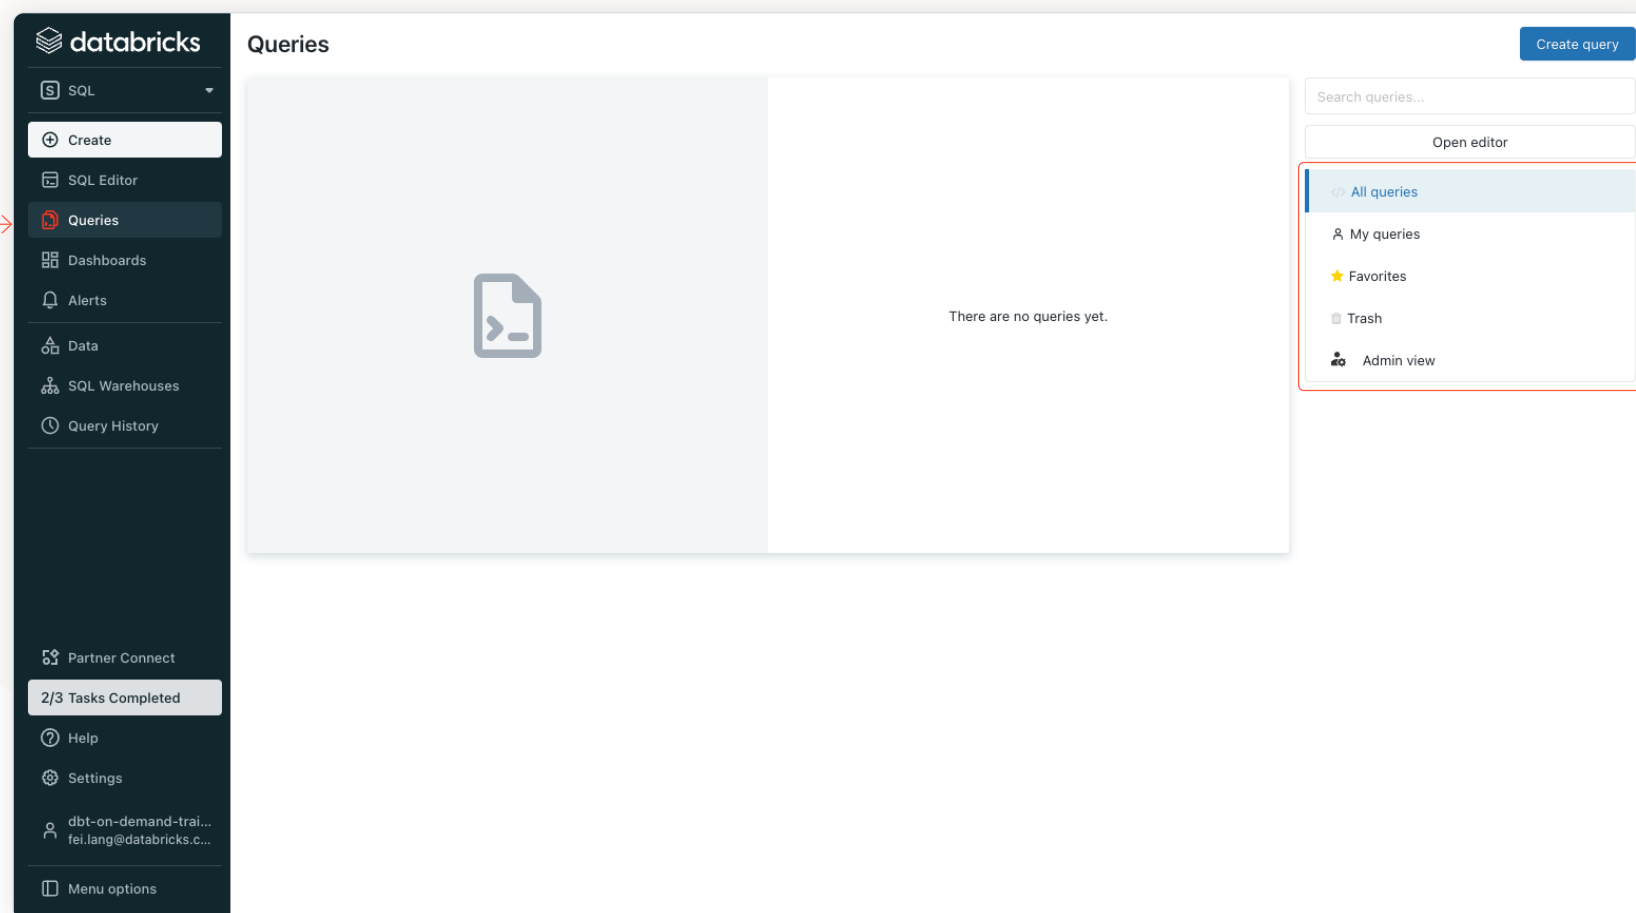 databricks
SQL
Create
SQL Editor
Queries
Dashboards
Alerts
Data
SQL Warehouses
Query History
Partner Connect
2/3 Tasks Completed
Help
Settings
dbt-on-demand-trai...
fei.lang@databricks.c...
Menu options
Queries
Create query
There are no queries yet.
Search queries...
Open editor
All queries
My queries
Favorites
Trash
Admin view